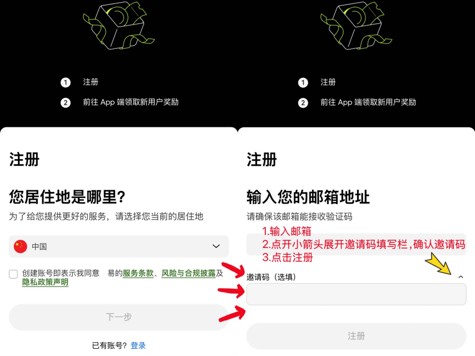 1 注册
2 前往 App 端领取新用户奖励
注册
您居住地是哪里?
为了给您提供更好的服务，请选择您当前的居住地
中国
创建账号即表示我同意 易的服务条款、风险与合规披露及
隐私政策声明
下一步
已有账号? 登录
1 注册
2 前往 App 端领取新用户奖励
注册
输入您的邮箱地址
请确保该邮箱能接收验证码
1.输入邮箱
2.点开小箭头展开邀请码填写栏,确认邀请码
3.点击注册
邀请码（选填）
注册